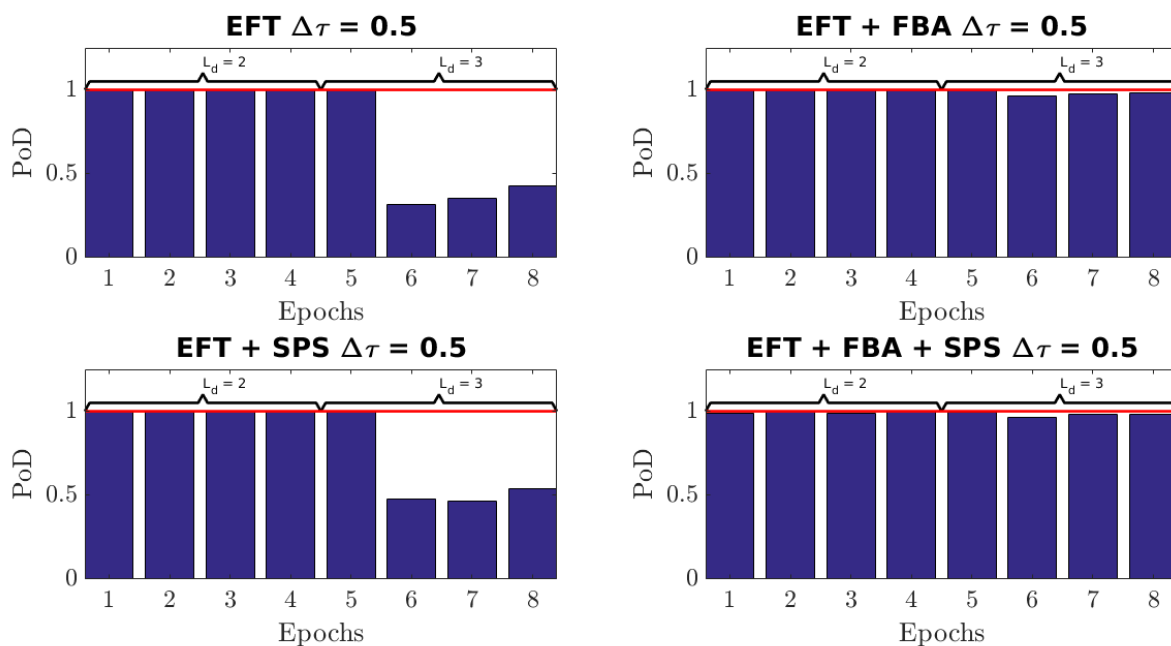 EFT Δτ = 0.5
L_d = 2
L_d = 3
1
0.5
0
PoD
1 2 3 4 5 6 7 8
Epochs
EFT + FBA Δτ = 0.5
L_d = 2
L_d = 3
1
0.5
0
PoD
1 2 3 4 5 6 7 8
Epochs
EFT + SPS Δτ = 0.5
L_d = 2
L_d = 3
1
0.5
0
PoD
1 2 3 4 5 6 7 8
Epochs
EFT + FBA + SPS Δτ = 0.5
L_d = 2
L_d = 3
1
0.5
0
PoD
1 2 3 4 5 6 7 8
Epochs